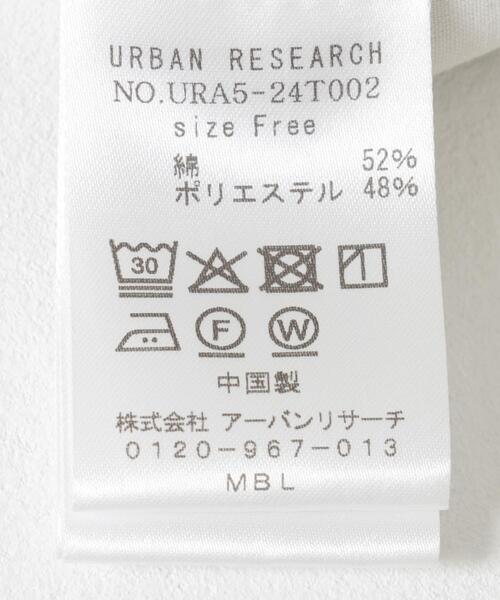 URBAN RESEARCH
NO.URA5-24T002
size Free
綿 52%
ポリエステル 48%
30
F W
中国製
株式会社 アーバンリサーチ
0120-967-013
MBL